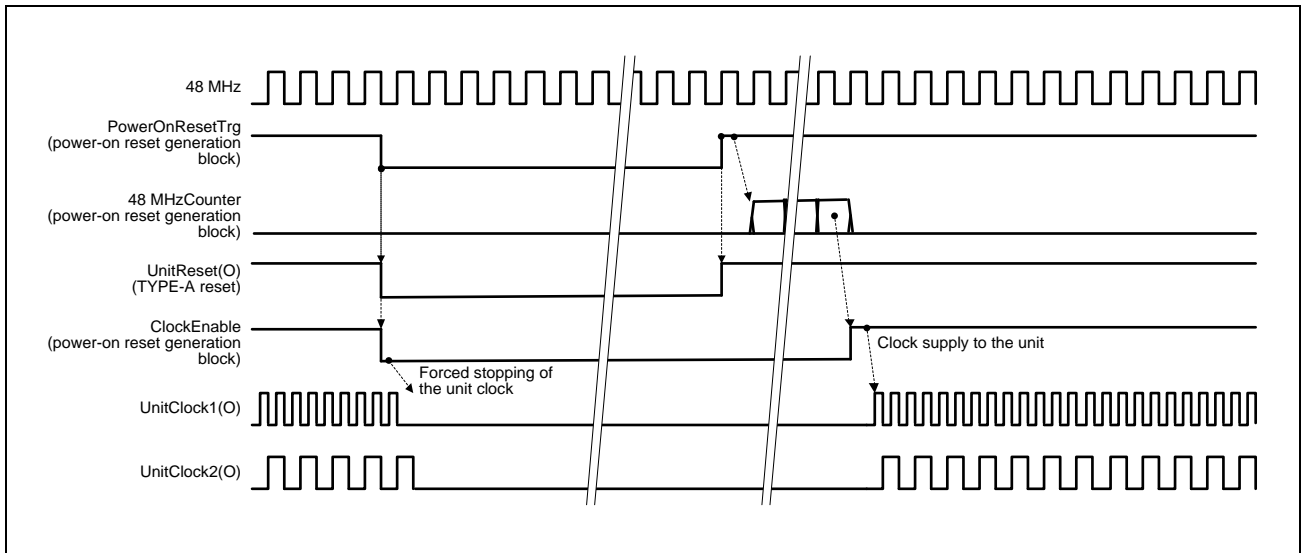 48 MHz
PowerOnResetTrg
(power-on reset generation
block)
48 MHzCounter
(power-on reset generation
block)
UnitReset(O)
(TYPE-A reset)
ClockEnable
(power-on reset generation
block)
Clock supply to the unit
Forced stopping of
the unit clock
UnitClock1(O)
UnitClock2(O)